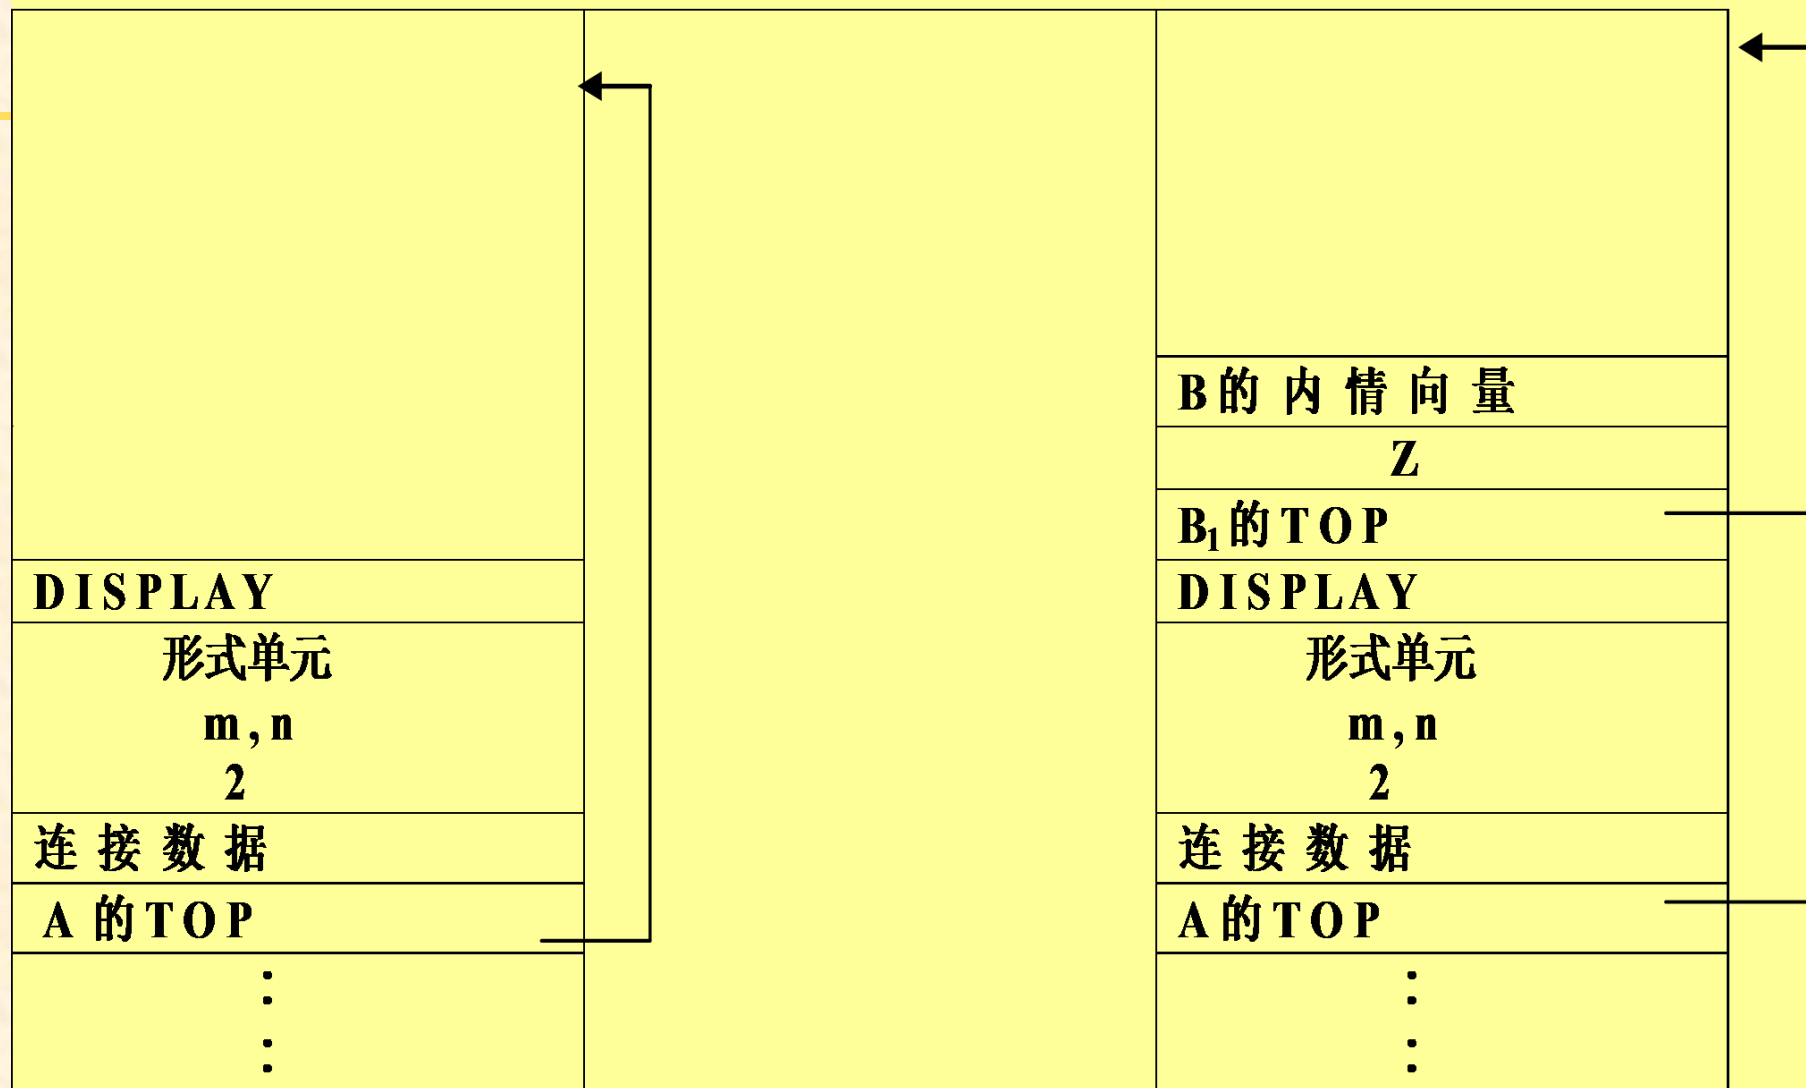 DISPLAY
形式单元
m,n
2
连接数据
A的TOP
B的内情向量
Z
B₁的TOP
DISPLAY
形式单元
m,n
2
连接数据
A的TOP